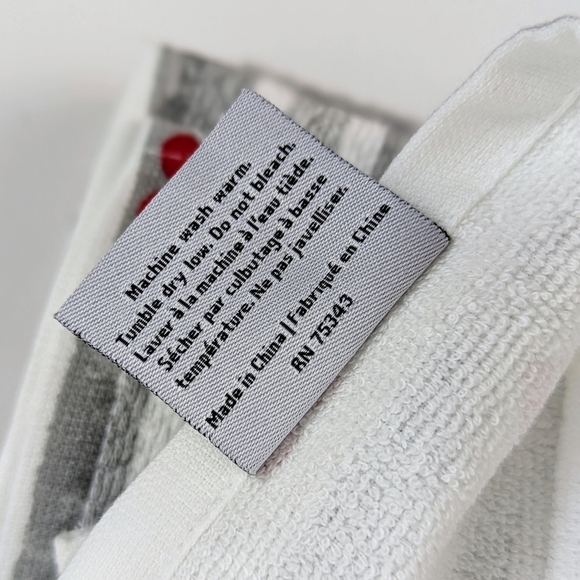 Machine wash warm.
Tumble dry low. Do not bleach.
Laver à la machine à l'eau tiède.
Sécher par culbutage à basse
température. Ne pas javelliser.
Made in China | Fabriqué en Chine
RN 75343